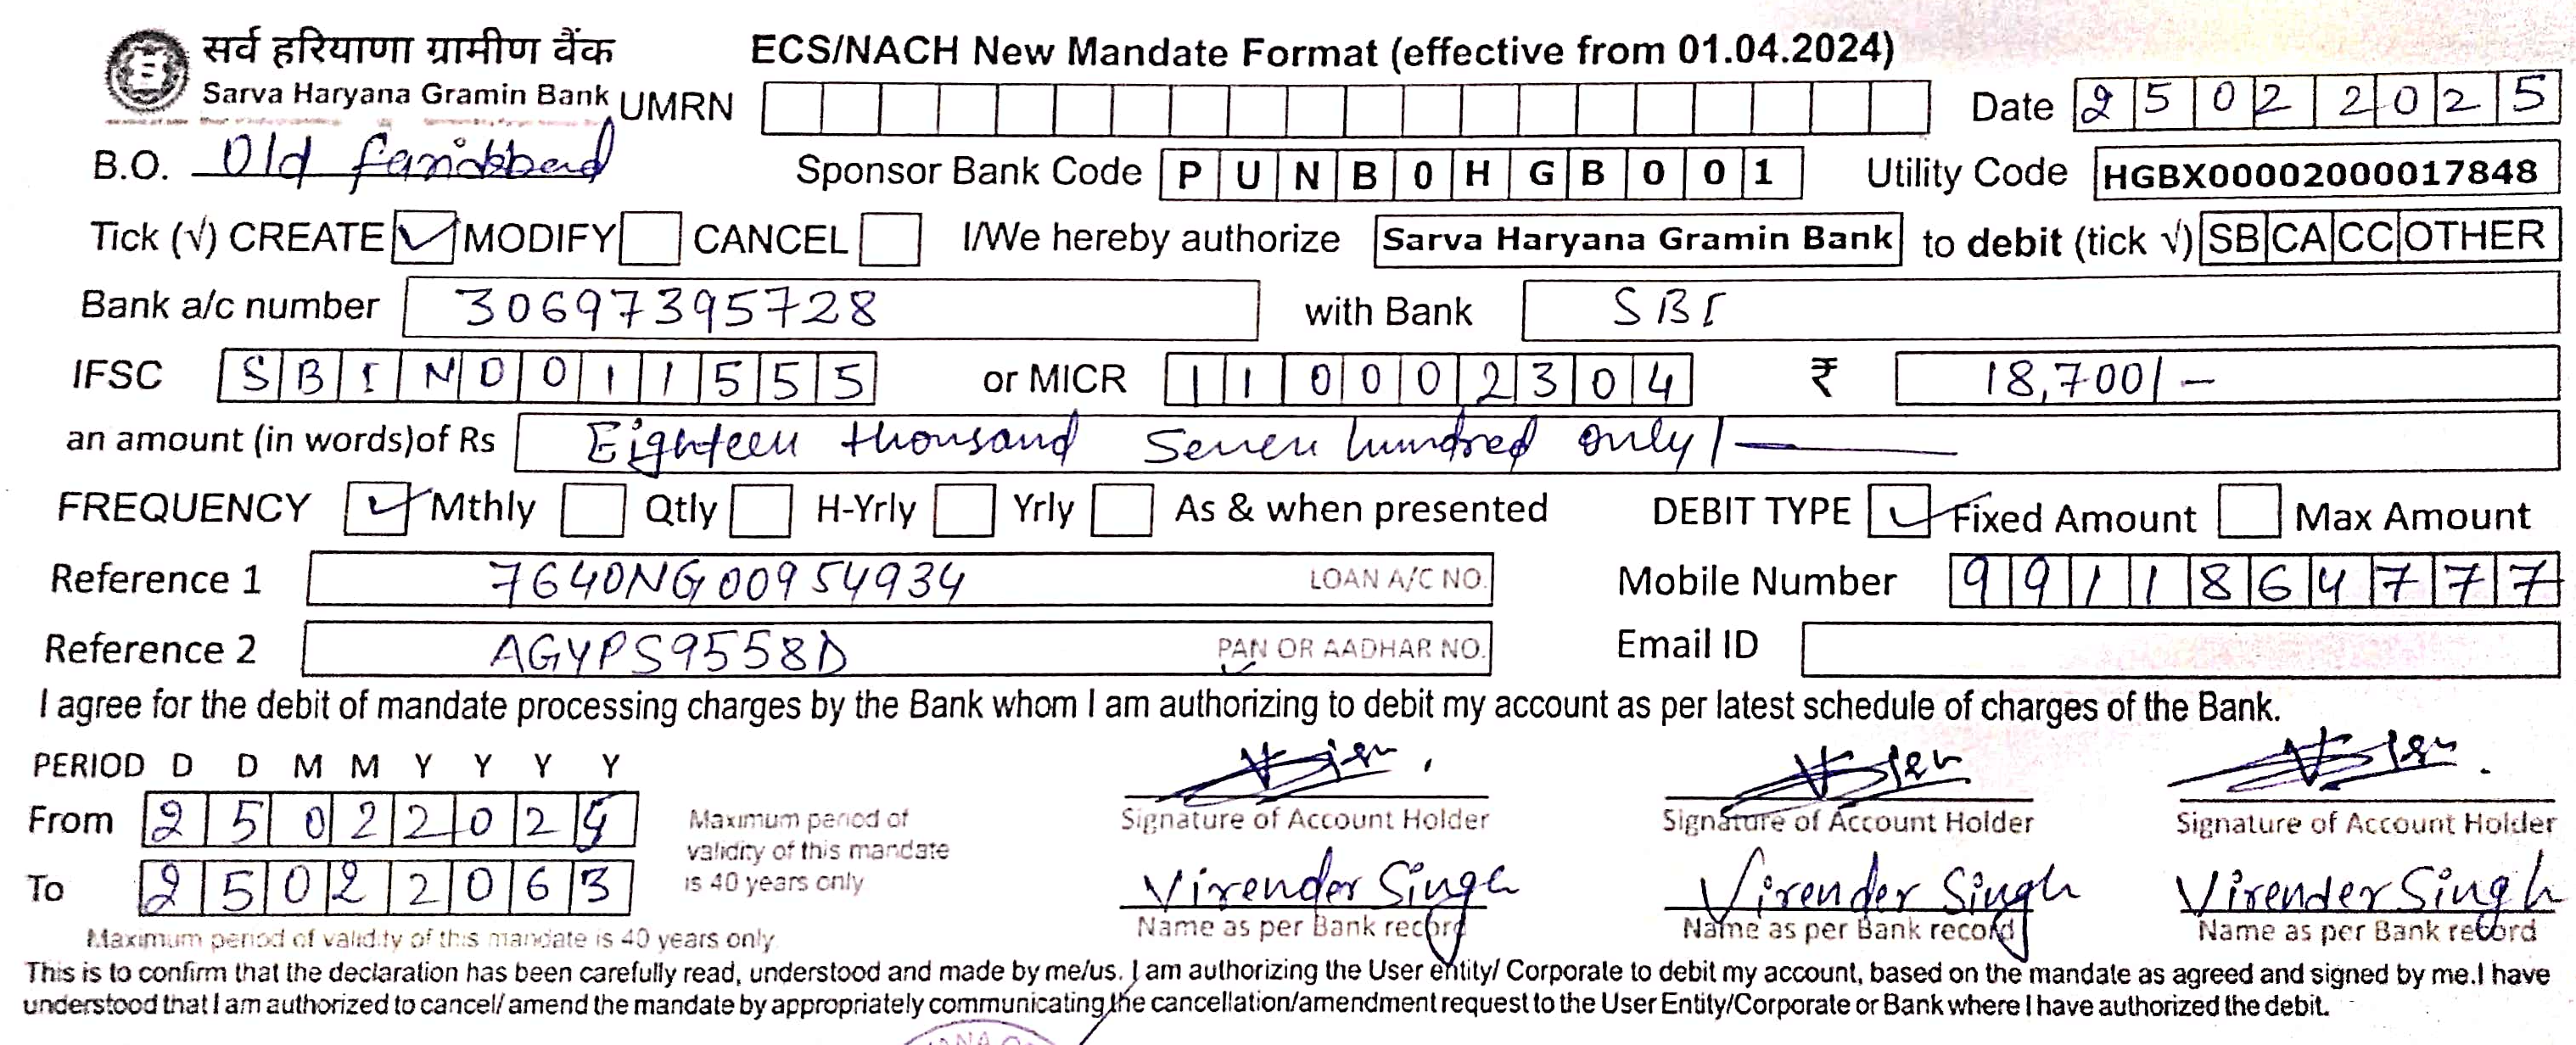 सर्व हरियाणा ग्रामीण बैंक
Sarva Haryana Gramin Bank
ECS/NACH New Mandate Format (effective from 01.04.2024)
UMRN Date 25022025
B.O. Old Faridabad Sponsor Bank Code PUNB0HGB001 Utility Code HGBX00002000017848
Tick (√) CREATE ✓ MODIFY CANCEL I/We hereby authorize Sarva Haryana Gramin Bank to debit (tick √) SB CA CC OTHER
Bank a/c number 30697395728 with Bank SBI
IFSC SBIN0011555 or MICR 110002304 ₹ 18,700/-
an amount (in words)of Rs Eighteen thousand Seven hundred only/—
FREQUENCY ✓ Mthly Qtly H-Yrly Yrly As & when presented DEBIT TYPE ✓ Fixed Amount Max Amount
Reference 1 7640NG00954934 LOAN A/C NO. Mobile Number 9911864777
Reference 2 AGYPS9558D PAN OR AADHAR NO. Email ID
I agree for the debit of mandate processing charges by the Bank whom I am authorizing to debit my account as per latest schedule of charges of the Bank.
PERIOD D D M M Y Y Y Y
From 2502202
To 25022063
Maximum period of
validity of this mandate
is 40 years only
Maximum period of validity of this mandate is 40 years only
Signature of Account Holder Signature of Account Holder Signature of Account Holder
Virender Singh Virender Singh Virender Singh
Name as per Bank record Name as per Bank record Name as per Bank record
This is to confirm that the declaration has been carefully read, understood and made by me/us. I am authorizing the User entity/ Corporate to debit my account, based on the mandate as agreed and signed by me.I have
understood that I am authorized to cancel/ amend the mandate by appropriately communicating the cancellation/amendment request to the User Entity/Corporate or Bank where I have authorized the debit.